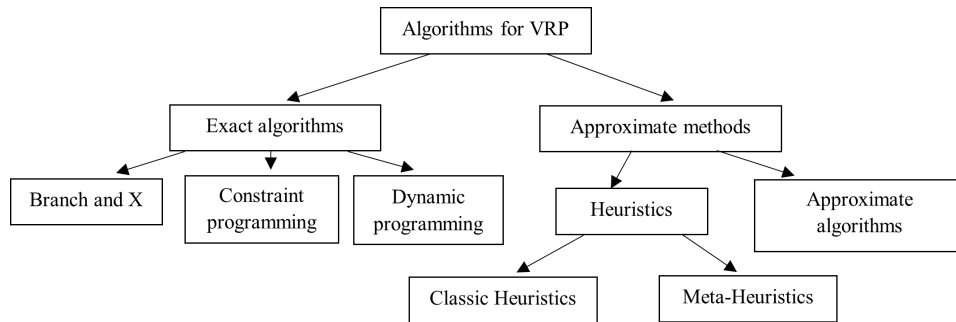 Algorithms for VRP
Exact algorithms
Approximate methods
Branch and X
Constraint
programming
Dynamic
programming
Heuristics
Approximate
algorithms
Classic Heuristics
Meta-Heuristics